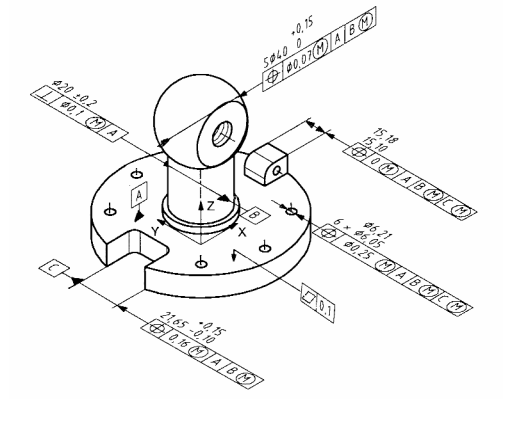 +0,15
SØ40 0
⌖ Ø0,07 Ⓜ A B Ⓜ
Ø20 ±0,2
⊥ Ø0,1 Ⓜ A
15,18
15,10
⌖ 0 Ⓜ A B Ⓜ C Ⓜ
A
Z
B
Y
X
6 × Ø6,21
Ø6,05
⌖ Ø0,25 Ⓜ A B Ⓜ C Ⓜ
C
⏥ 0,1
21,65 +0,15
-0,10
⌖ 0,16 Ⓜ A B Ⓜ